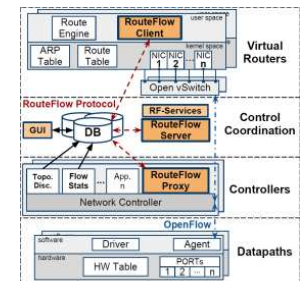 Route Engine
RouteFlow Client
user space
kernel space
ARP Table
Route Table
NIC 1
NIC 2
...
NIC n
Virtual Routers
Open vSwitch
RouteFlow Protocol
RF-Services
GUI
DB
RouteFlow Server
Control Coordination
Topo. Disc.
Flow Stats
...
App. n
RouteFlow Proxy
Controllers
Network Controller
OpenFlow
software
Driver
Agent
Datapaths
hardware
HW Table
PORTs
1 2 ... n